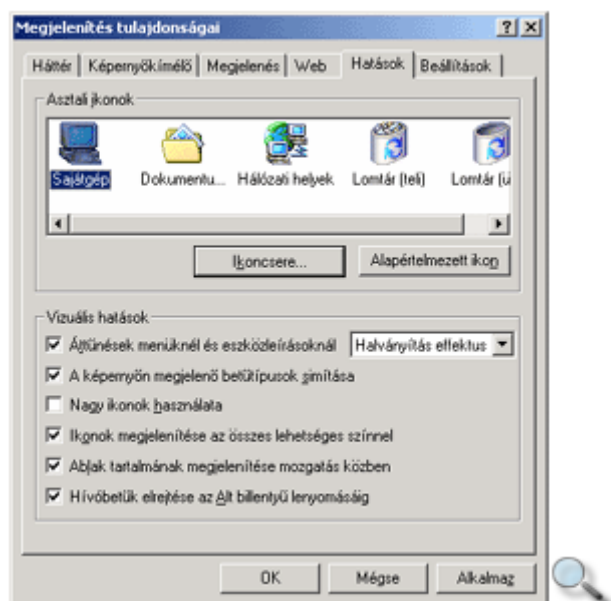 Megjelenítés tulajdonságai
Háttér Képernyőkímélő Megjelenés Web Hatások Beállítások
Asztali ikonok
Sajátgép Dokumentu... Hálózati helyek Lomtár (teli) Lomtár (ü
Ikoncsere... Alapértelmezett ikon
Vizuális hatások
Áttűnések menüknél és eszközleírásoknál Halványítás effektus
A képernyőn megjelenő betűtípusok simítása
Nagy ikonok használata
Ikonok megjelenítése az összes lehetséges színnel
Ablak tartalmának megjelenítése mozgatás közben
Hívóbetűk elrejtése az Alt billentyű lenyomásáig
OK Mégse Alkalmaz